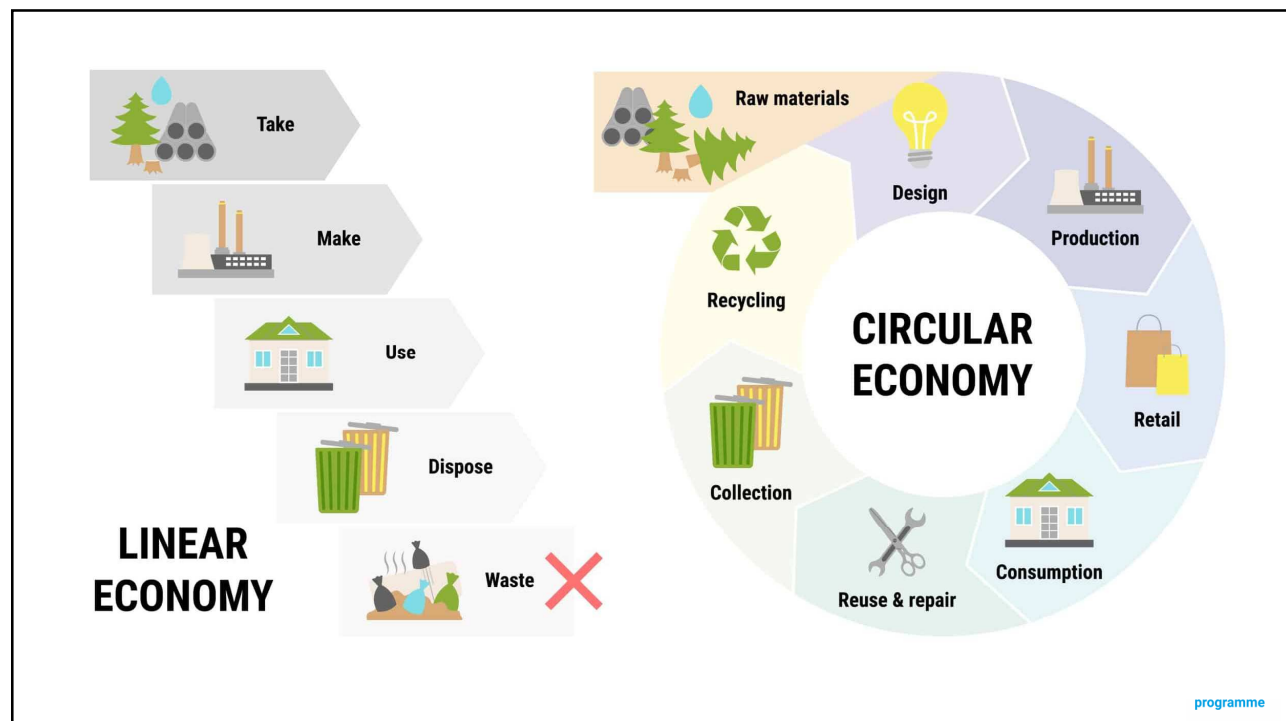 Take
Make
Use
Dispose
Waste
LINEAR
ECONOMY
Raw materials
Design
Production
Retail
Consumption
Reuse & repair
Collection
Recycling
CIRCULAR
ECONOMY
programme